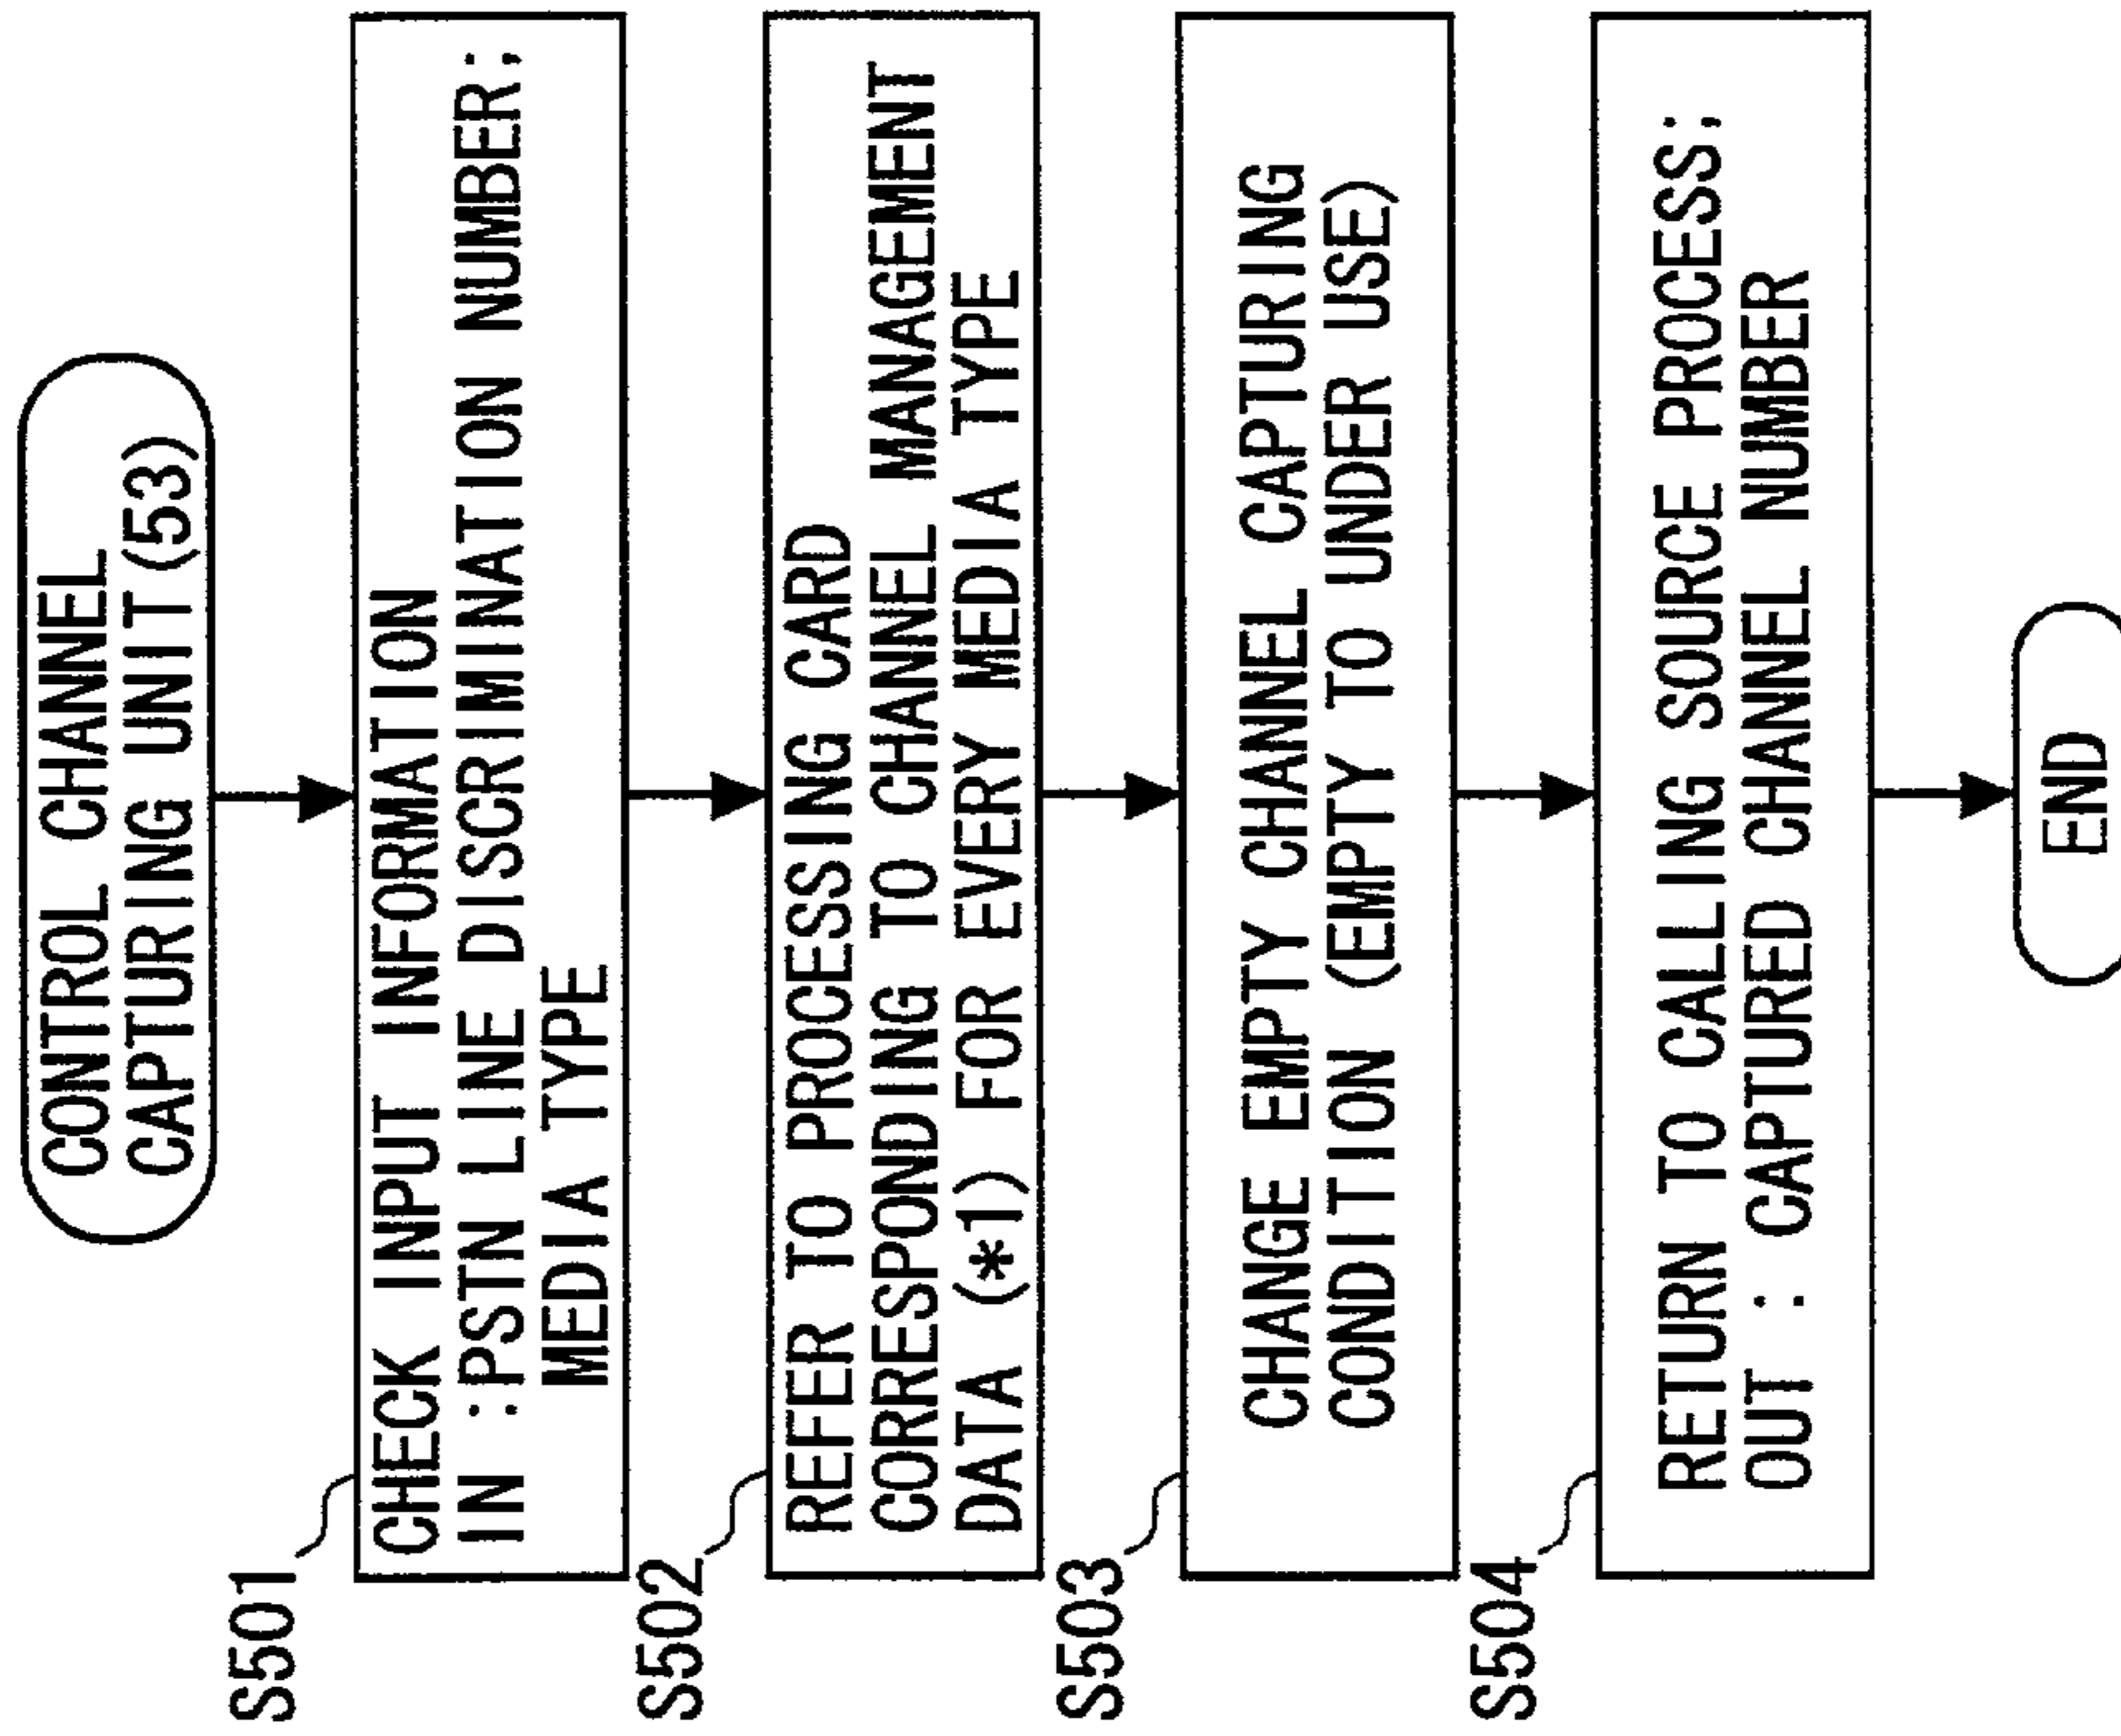 CONTROL CHANNEL
CAPTURING UNIT(53)
S501
CHECK INPUT INFORMATION
IN :PSTN LINE DISCRIMINATION NUMBER;
MEDIA TYPE
S502
REFER TO PROCESSING CARD
CORRESPONDING TO CHANNEL MANAGEMENT
DATA (*1) FOR EVERY MEDIA TYPE
S503
CHANGE EMPTY CHANNEL CAPTURING
CONDITION (EMPTY TO UNDER USE)
S504
RETURN TO CALLING SOURCE PROCESS:
OUT : CAPTURED CHANNEL NUMBER
END